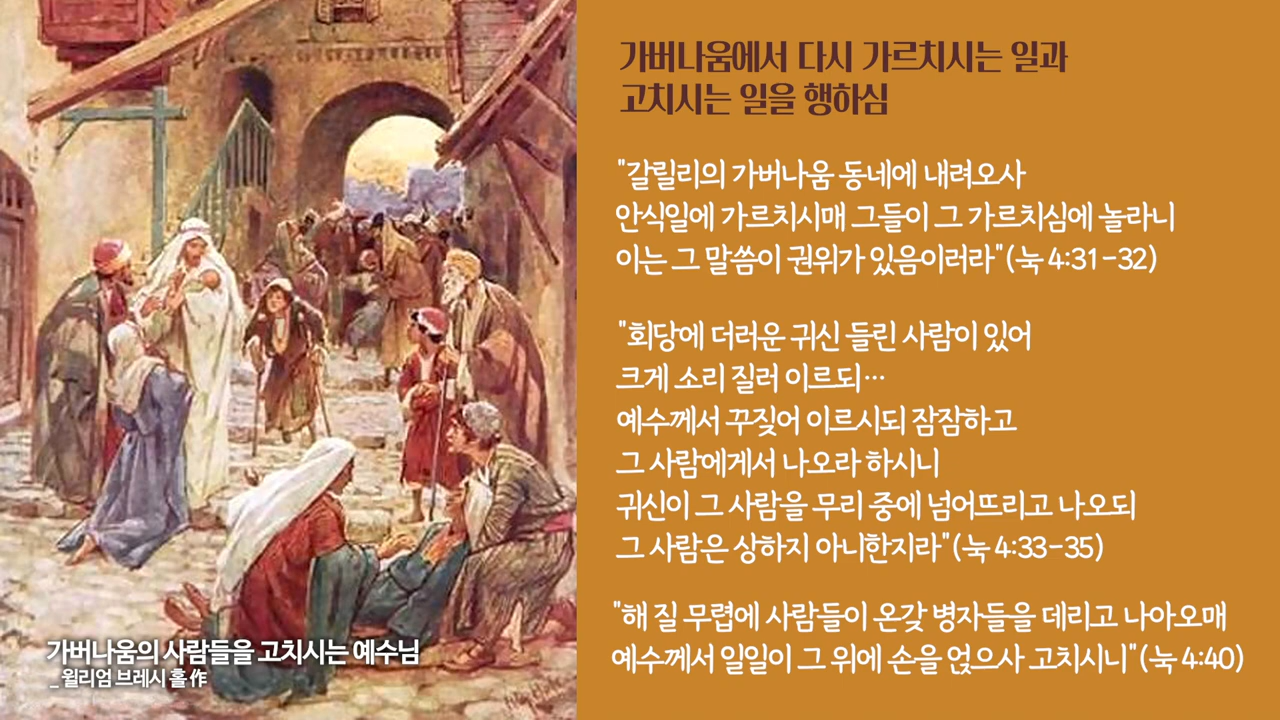 가버나움에서 다시 가르치시는 일과
고치시는 일을 행하심
"갈릴리의 가버나움 동네에 내려오사
안식일에 가르치시매 그들이 그 가르치심에 놀라니
이는 그 말씀이 권위가 있음이러라"(눅 4:31-32)
"회당에 더러운 귀신 들린 사람이 있어
크게 소리 질러 이르되…
예수께서 꾸짖어 이르시되 잠잠하고
그 사람에게서 나오라 하시니
귀신이 그 사람을 무리 중에 넘어뜨리고 나오되
그 사람은 상하지 아니한지라"(눅 4:33-35)
"해 질 무렵에 사람들이 온갖 병자들을 데리고 나아오매
예수께서 일일이 그 위에 손을 얹으사 고치시니"(눅 4:40)
가버나움의 사람들을 고치시는 예수님
_ 윌리엄 브레시 홀 作